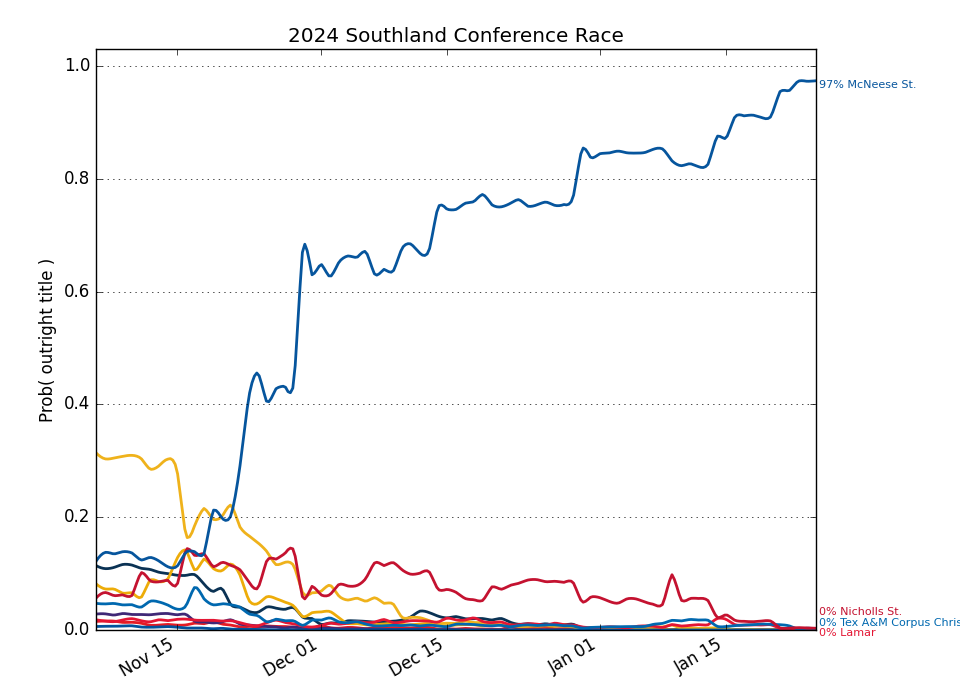 2024 Southland Conference Race
Prob( outright title )
1.0
0.8
0.6
0.4
0.2
0.0
Nov 15
Dec 01
Dec 15
Jan 01
Jan 15
97% McNeese St.
0% Nicholls St.
0% Tex A&M Corpus Chris
0% Lamar